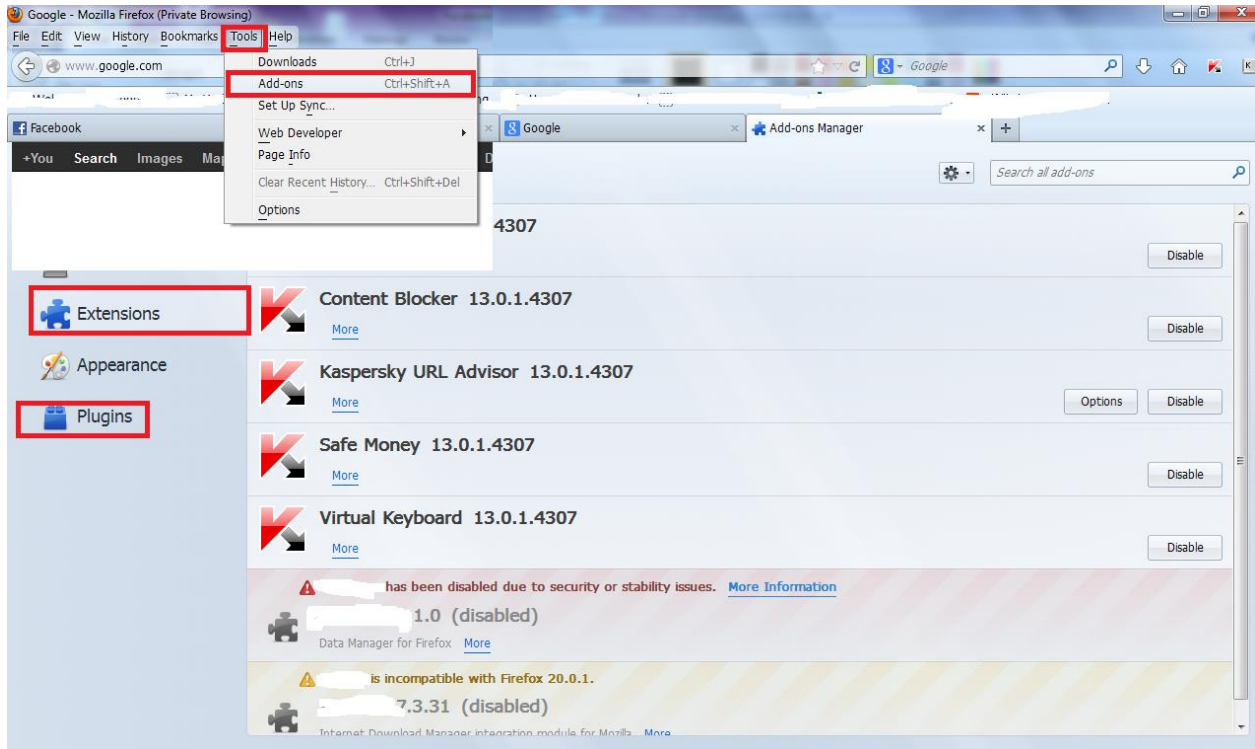 Google - Mozilla Firefox (Private Browsing)
File Edit View History Bookmarks Tools Help
Downloads Ctrl+J
Add-ons Ctrl+Shift+A
Set Up Sync...
Web Developer
Page Info
Clear Recent History... Ctrl+Shift+Del
Options
www.google.com
Google
Facebook
Google
Add-ons Manager
+You Search Images
Search all add-ons
4307
Disable
Extensions
Appearance
Plugins
Content Blocker 13.0.1.4307
More
Disable
Kaspersky URL Advisor 13.0.1.4307
More
Options Disable
Safe Money 13.0.1.4307
More
Disable
Virtual Keyboard 13.0.1.4307
More
Disable
has been disabled due to security or stability issues. More Information
1.0 (disabled)
Data Manager for Firefox More
is incompatible with Firefox 20.0.1.
7.3.31 (disabled)
Internet Download Manager integration module for Mozilla More